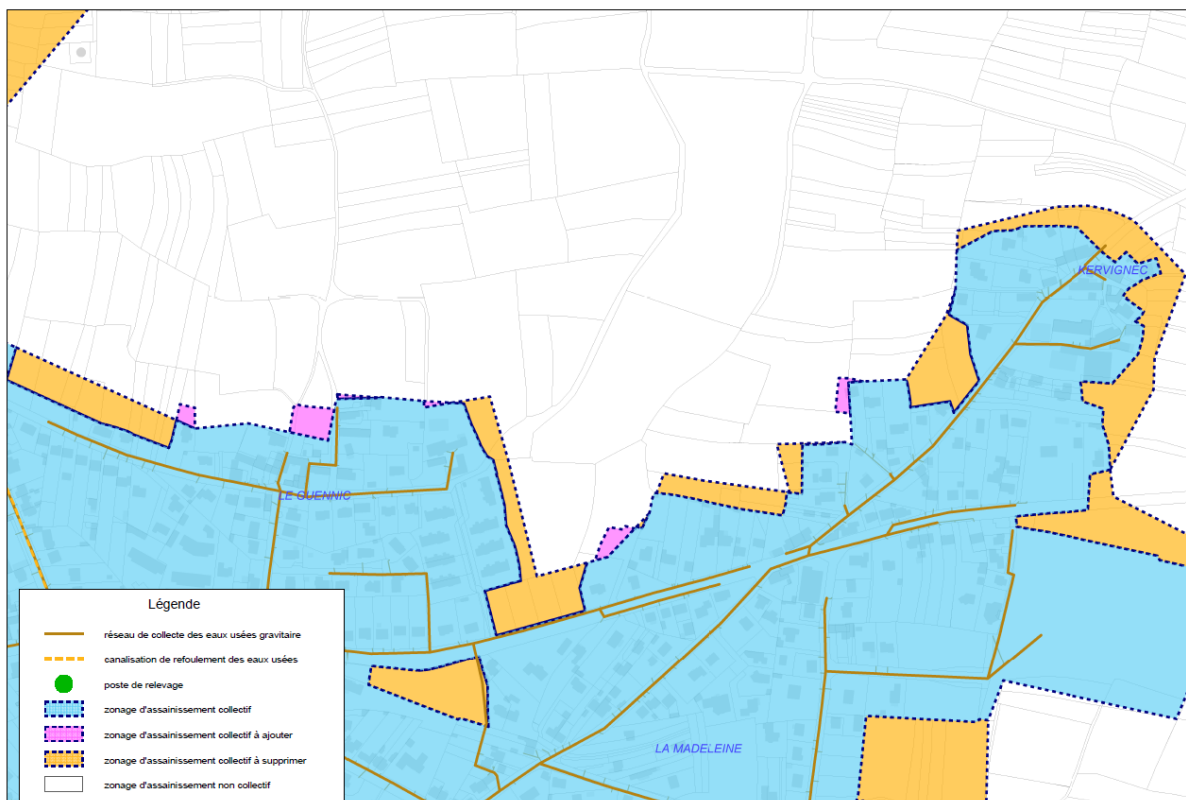 KERVIGNEC
LE GUENNIC
LA MADELEINE
Légende
réseau de collecte des eaux usées gravitaire
canalisation de refoulement des eaux usées
poste de relevage
zonage d'assainissement collectif
zonage d'assainissement collectif à ajouter
zonage d'assainissement collectif à supprimer
zonage d'assainissement non collectif